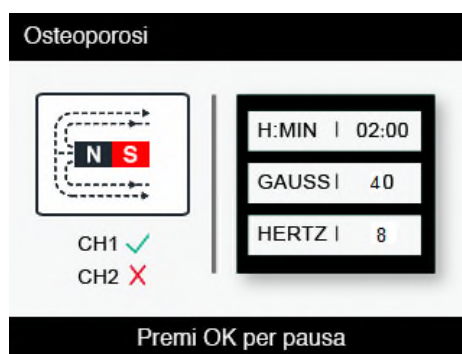 Osteoporosi
N S
CH1 ✓
CH2 X
H:MIN | 02:00
GAUSS | 40
HERTZ | 8
Premi OK per pausa